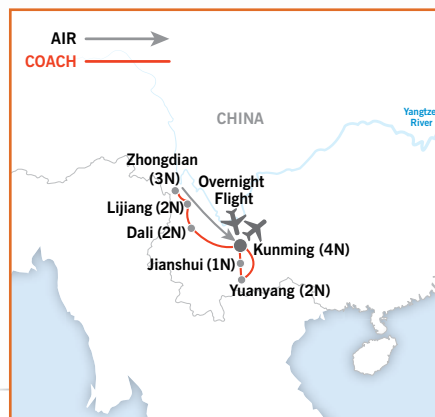 AIR
COACH
CHINA
Yangtze
River
Zhongdian
(3N)
Overnight
Flight
Lijiang (2N)
Dali (2N)
Kunming (4N)
Jianshui (1N)
Yuanyang (2N)